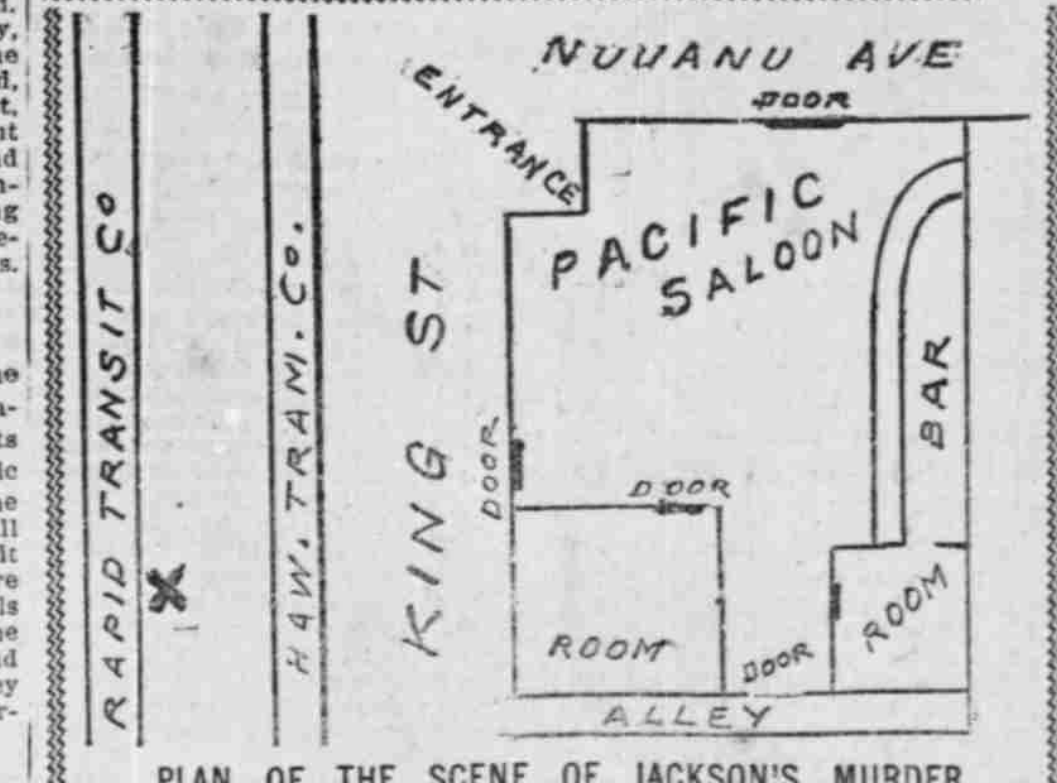 NUUANU AVE
ENTRANCE
DOOR
PACIFIC
SALOON
RAPID TRANSIT Co
HAW. TRAM. Co.
KING ST
BAR
DOOR
DOOR
X
ROOM
DOOR
ROOM
ALLEY
PLAN OF THE SCENE OF JACKSON'S MURDER